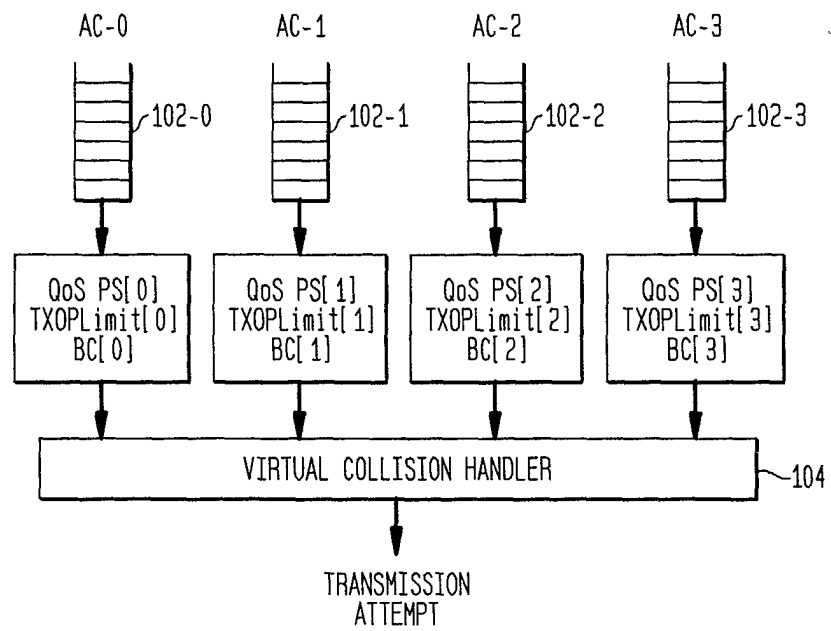 AC-0 AC-1 AC-2 AC-3
102-0 102-1 102-2 102-3
QoS PS[0] QoS PS[1] QoS PS[2] QoS PS[3]
TXOPLimit[0] TXOPLimit[1] TXOPLimit[2] TXOPLimit[3]
BC[0] BC[1] BC[2] BC[3]
VIRTUAL COLLISION HANDLER 104
TRANSMISSION
ATTEMPT